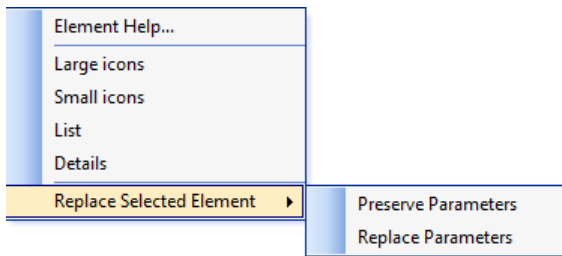 Element Help...
Large icons
Small icons
List
Details
Replace Selected Element
Preserve Parameters
Replace Parameters